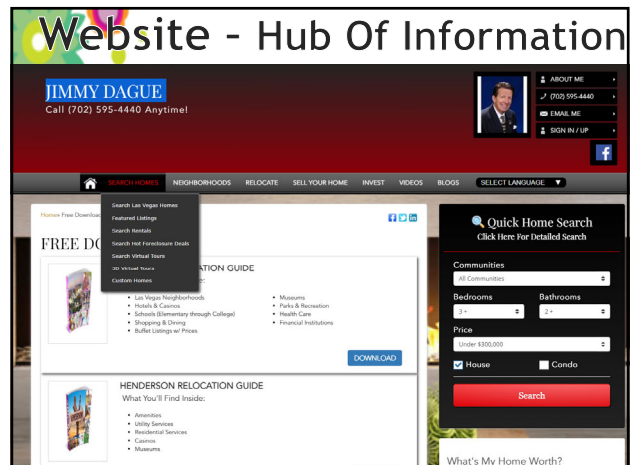 Website - Hub Of Information
JIMMY DAGUE
Call (702) 595-4440 Anytime!
ABOUT ME
(702) 595-4440
EMAIL ME
SIGN IN / UP
SEARCH HOMES NEIGHBORHOODS RELOCATE SELL YOUR HOME INVEST VIDEOS BLOGS SELECT LANGUAGE ▼
Search Las Vegas Homes
Featured Listings
Search Rentals
Search Hot Foreclosure Deals
Search Virtual Tours
3D Virtual Tours
Custom Homes
Home» Free Download
FREE DO
ATION GUIDE
e:
• Las Vegas Neighborhoods
• Hotels & Casinos
• Schools (Elementary through College)
• Shopping & Dining
• Buffet Listings w/ Prices
• Museums
• Parks & Recreation
• Health Care
• Financial Institutions
DOWNLOAD
HENDERSON RELOCATION GUIDE
What You'll Find Inside:
• Amenities
• Utility Services
• Residential Services
• Casinos
• Museums
Quick Home Search
Click Here For Detailed Search
Communities
All Communities
Bedrooms Bathrooms
3 + 2 +
Price
Under $300,000
House Condo
Search
What's My Home Worth?